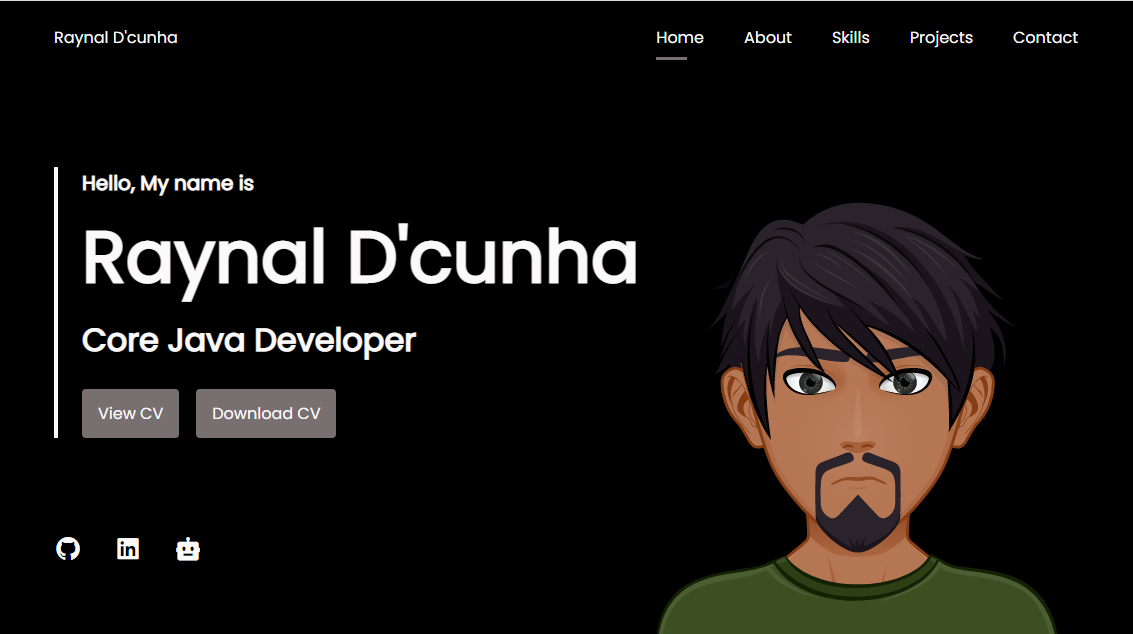 Raynal D'cunha
Home About Skills Projects Contact
Hello, My name is
Raynal D'cunha
Core Java Developer
View CV Download CV
in